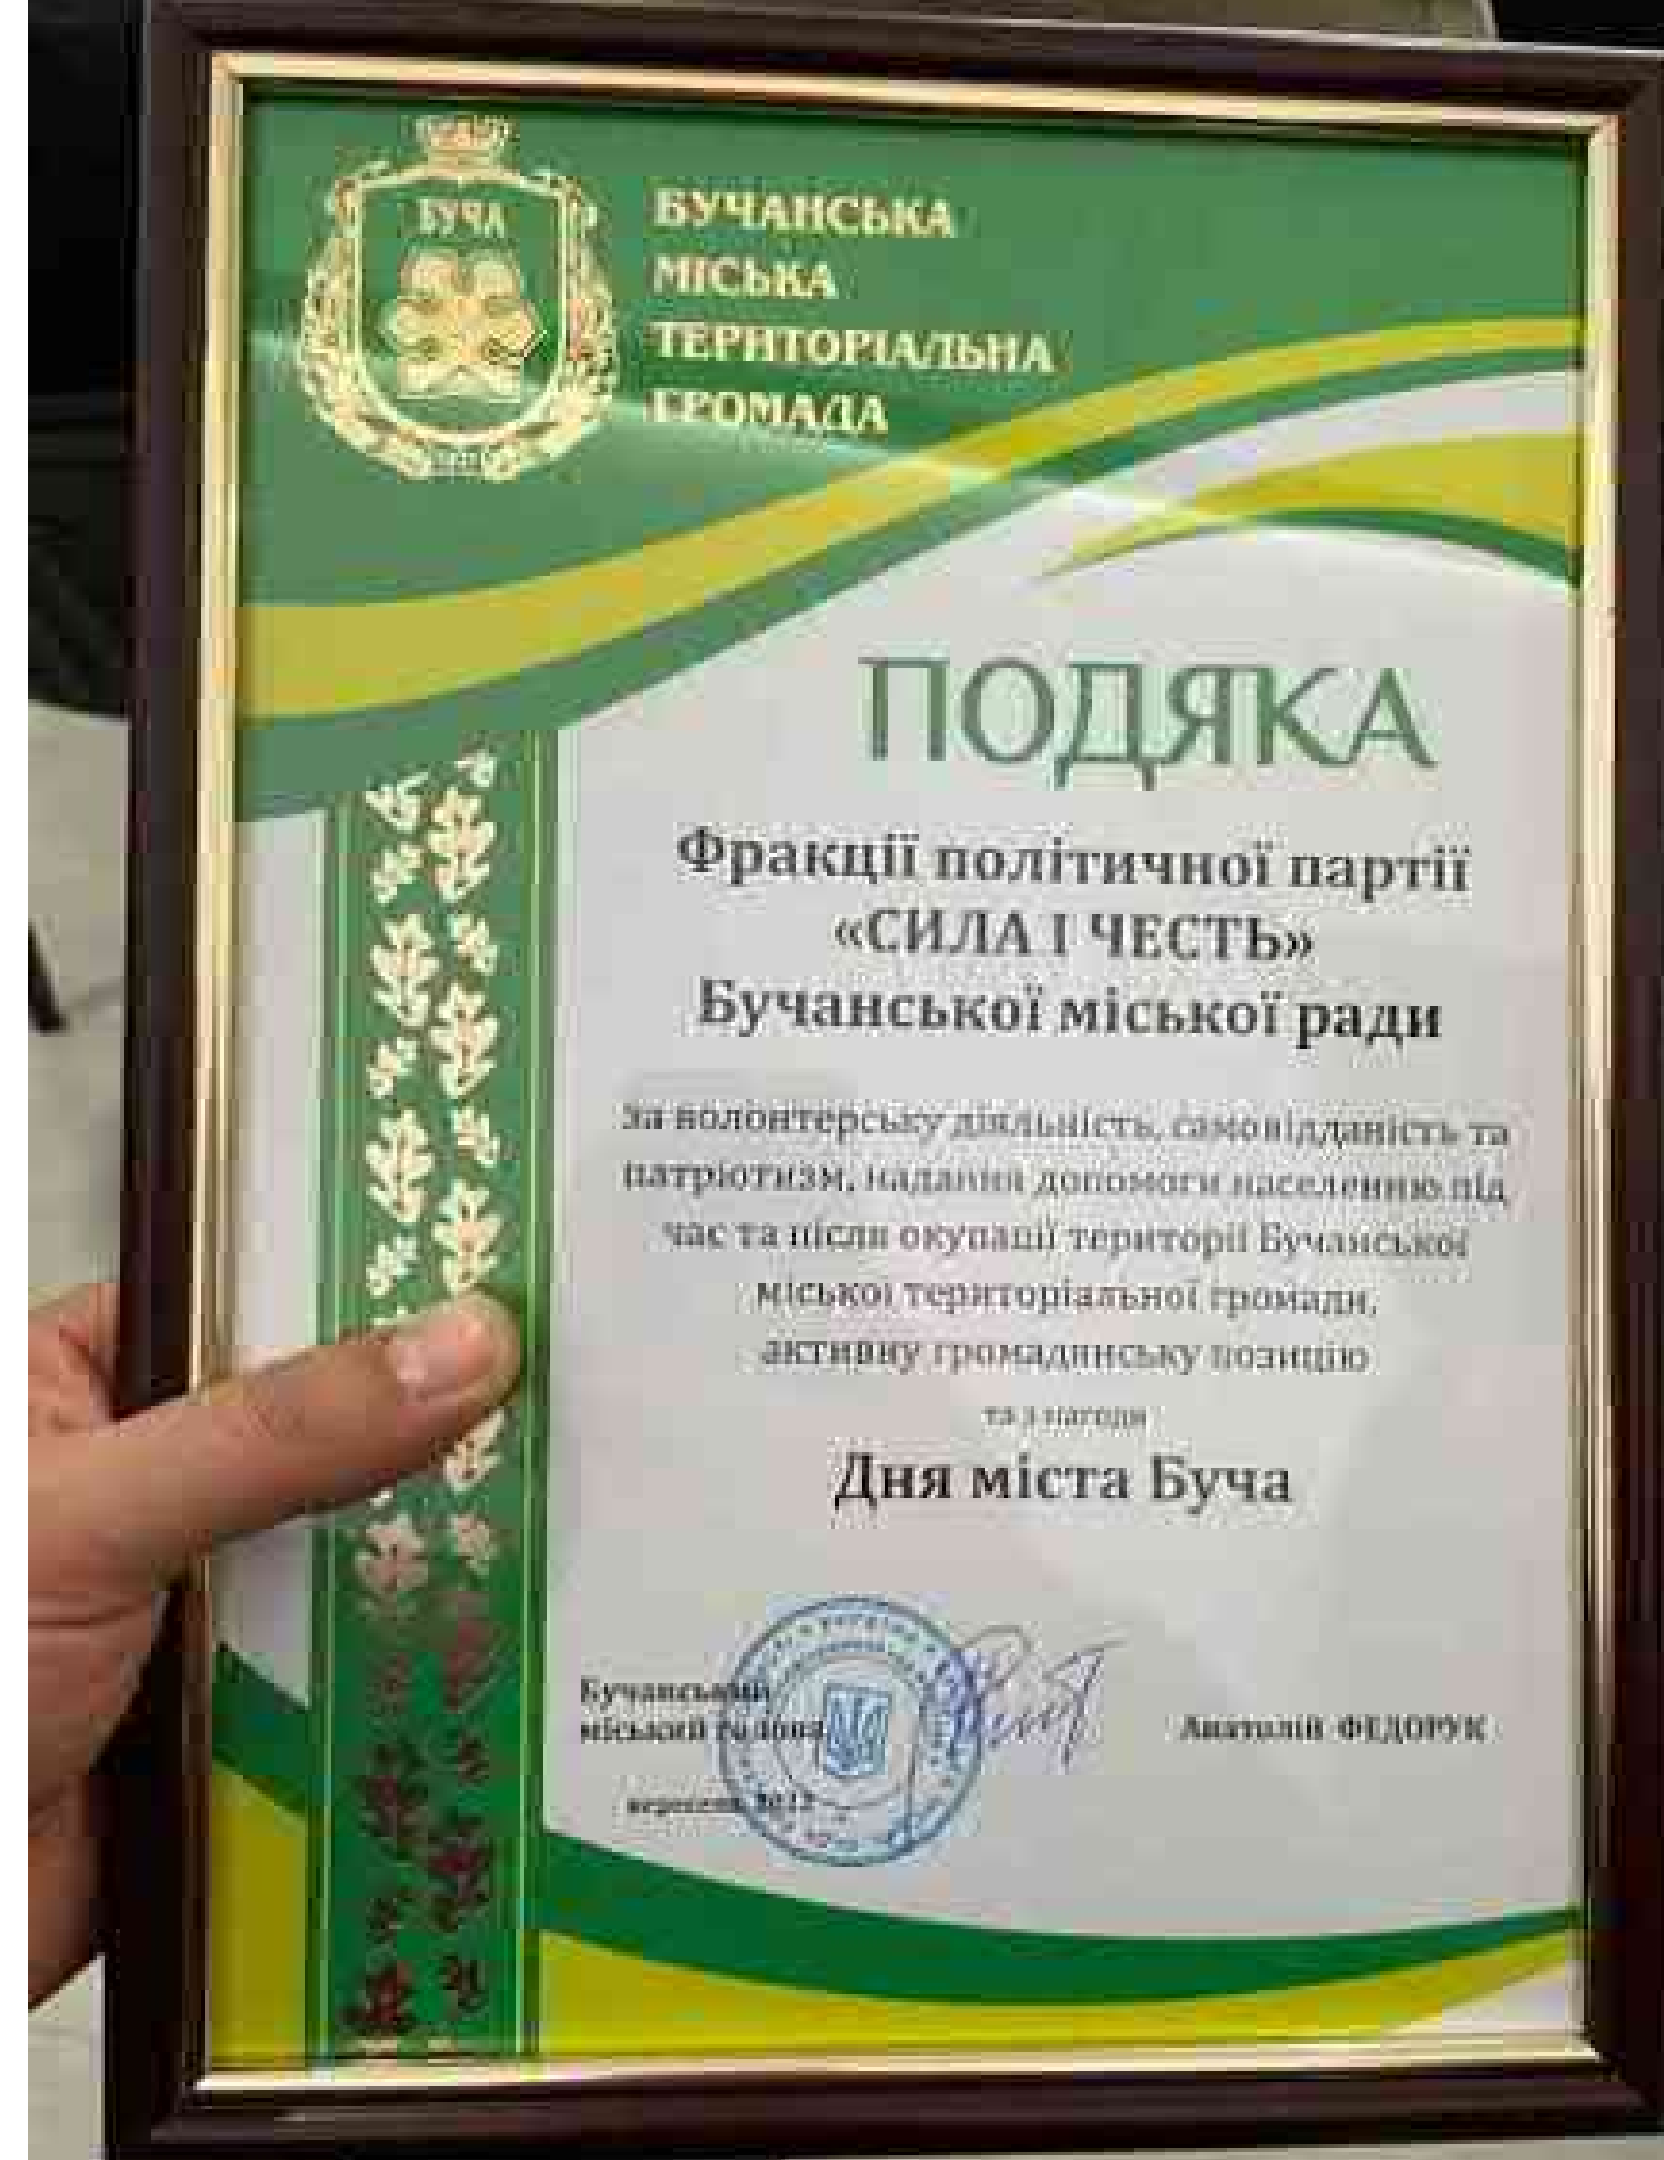 БУЧА
БУЧАНСЬКА
МІСЬКА
ТЕРИТОРІАЛЬНА
ГРОМАДА
ПОДЯКА
Фракції політичної партії
«СИЛА І ЧЕСТЬ»
Бучанської міської ради
за волонтерську діяльність, самовідданість та
патріотизм, надання допомоги населенню під
час та після окупації території Бучанської
міської територіальної громади,
активну громадянську позицію
та з нагоди
Дня міста Буча
Бучанський
міський голова
Анатолій ФЕДОРУК
вересень 2022